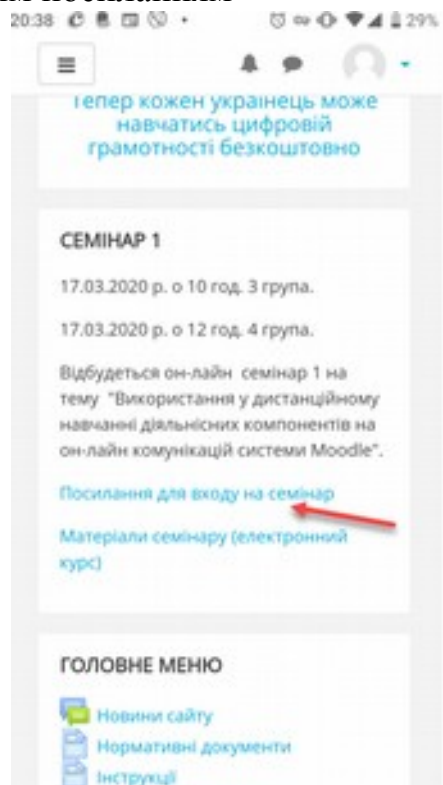 20:38 29%
Тепер кожен українець може
навчатись цифровій
грамотності безкоштовно
СЕМІНАР 1
17.03.2020 р. о 10 год. 3 група.
17.03.2020 р. о 12 год. 4 група.
Відбудеться он-лайн семінар 1 на
тему "Використання у дистанційному
навчанні діяльнісних компонентів на
он-лайн комунікацій системи Moodle".
Посилання для входу на семінар
Матеріали семінару (електронний
курс)
ГОЛОВНЕ МЕНЮ
Новини сайту
Нормативні документи
Інструкції